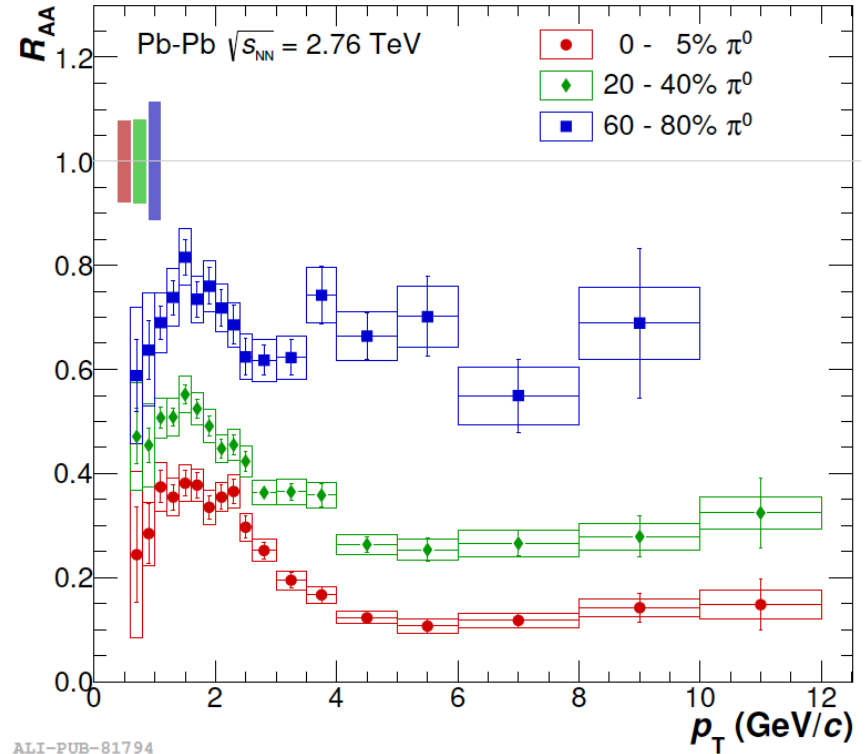 R_AA
Pb-Pb √s_NN = 2.76 TeV
0 - 5% π⁰
20 - 40% π⁰
60 - 80% π⁰
1.2
1.0
0.8
0.6
0.4
0.2
0.0
0 2 4 6 8 10 12
p_T (GeV/c)
ALI-PUB-81794